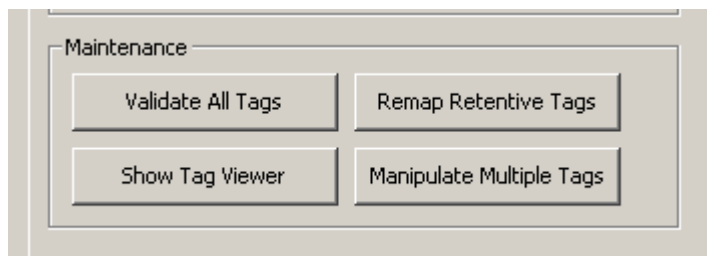 Maintenance
Validate All Tags
Remap Retentive Tags
Show Tag Viewer
Manipulate Multiple Tags